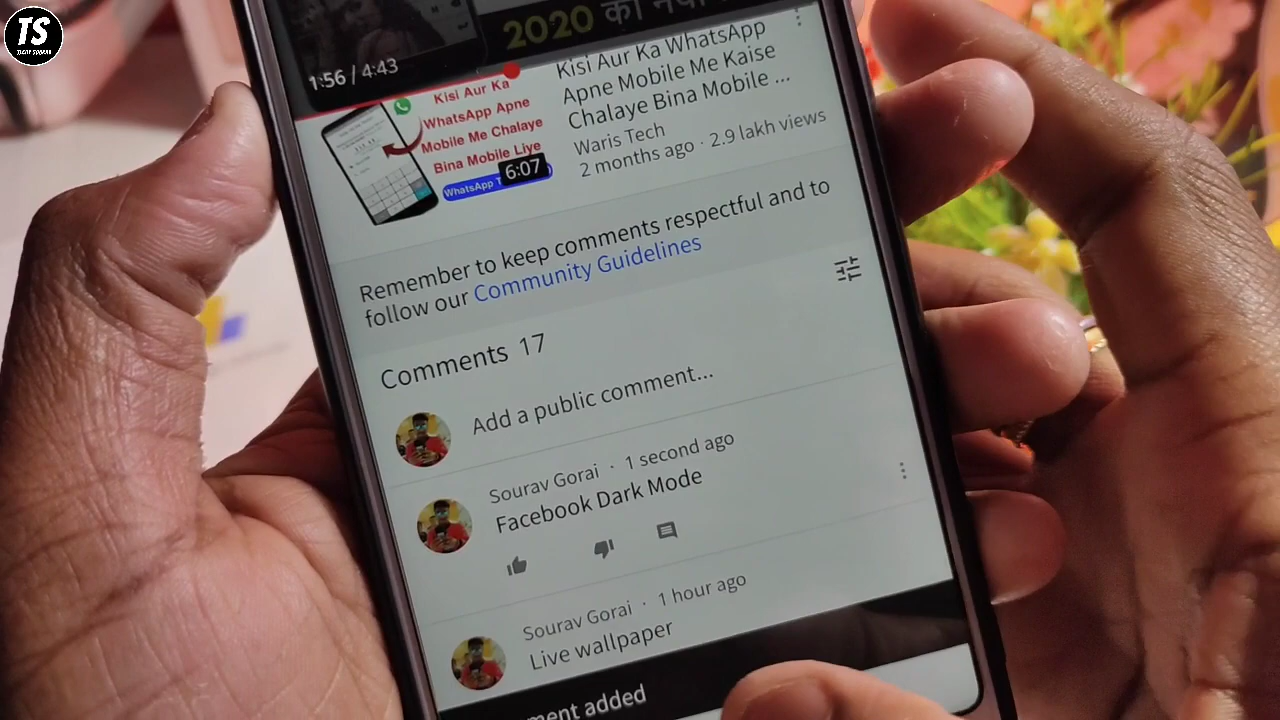 TS
2020 का नया
1:56 / 4:43
Kisi Aur Ka
WhatsApp Apne
Mobile Me Chalaye
Bina Mobile Liye
WhatsApp
6:07
Kisi Aur Ka WhatsApp
Apne Mobile Me Kaise
Chalaye Bina Mobile ...
Waris Tech
2 months ago · 2.9 lakh views
Remember to keep comments respectful and to
follow our Community Guidelines
Comments 17
Add a public comment...
Sourav Gorai · 1 second ago
Facebook Dark Mode
Sourav Gorai · 1 hour ago
Live wallpaper
ment added